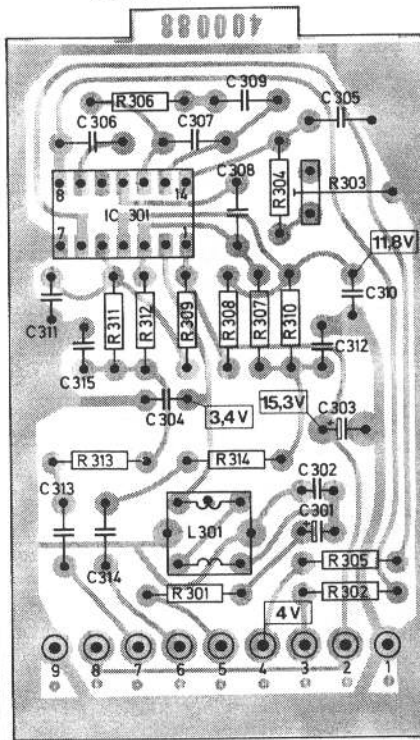 400088
C309
R306
C305
C306
C307
C308
R304
R303
8
14
IC 301
7
1
11,8V
C310
C311
R311
R312
R309
R308
R307
R310
C312
C315
C304
3,4V
15,3V
C303
R313
R314
C302
C313
C301
L301
C314
R305
R301
R302
4V
9 8 7 6 5 4 3 2 1